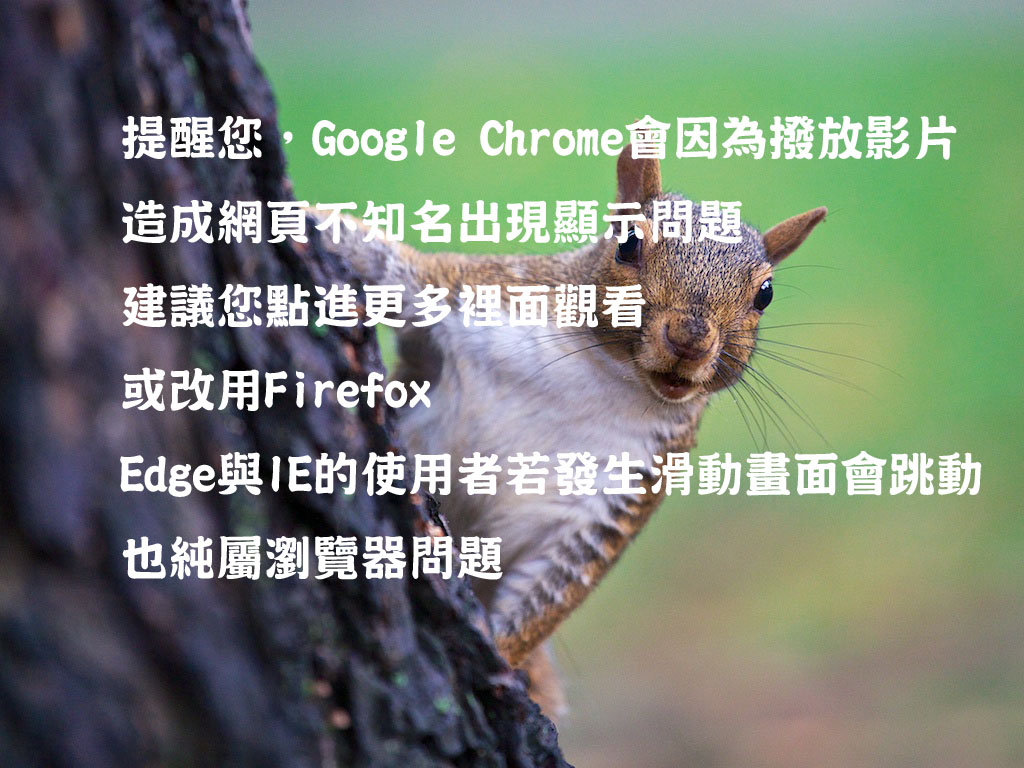 提醒您，Google Chrome會因為撥放影片
造成網頁不知名出現顯示問題
建議您點進更多裡面觀看
或改用Firefox
Edge與IE的使用者若發生滑動畫面會跳動
也純屬瀏覽器問題